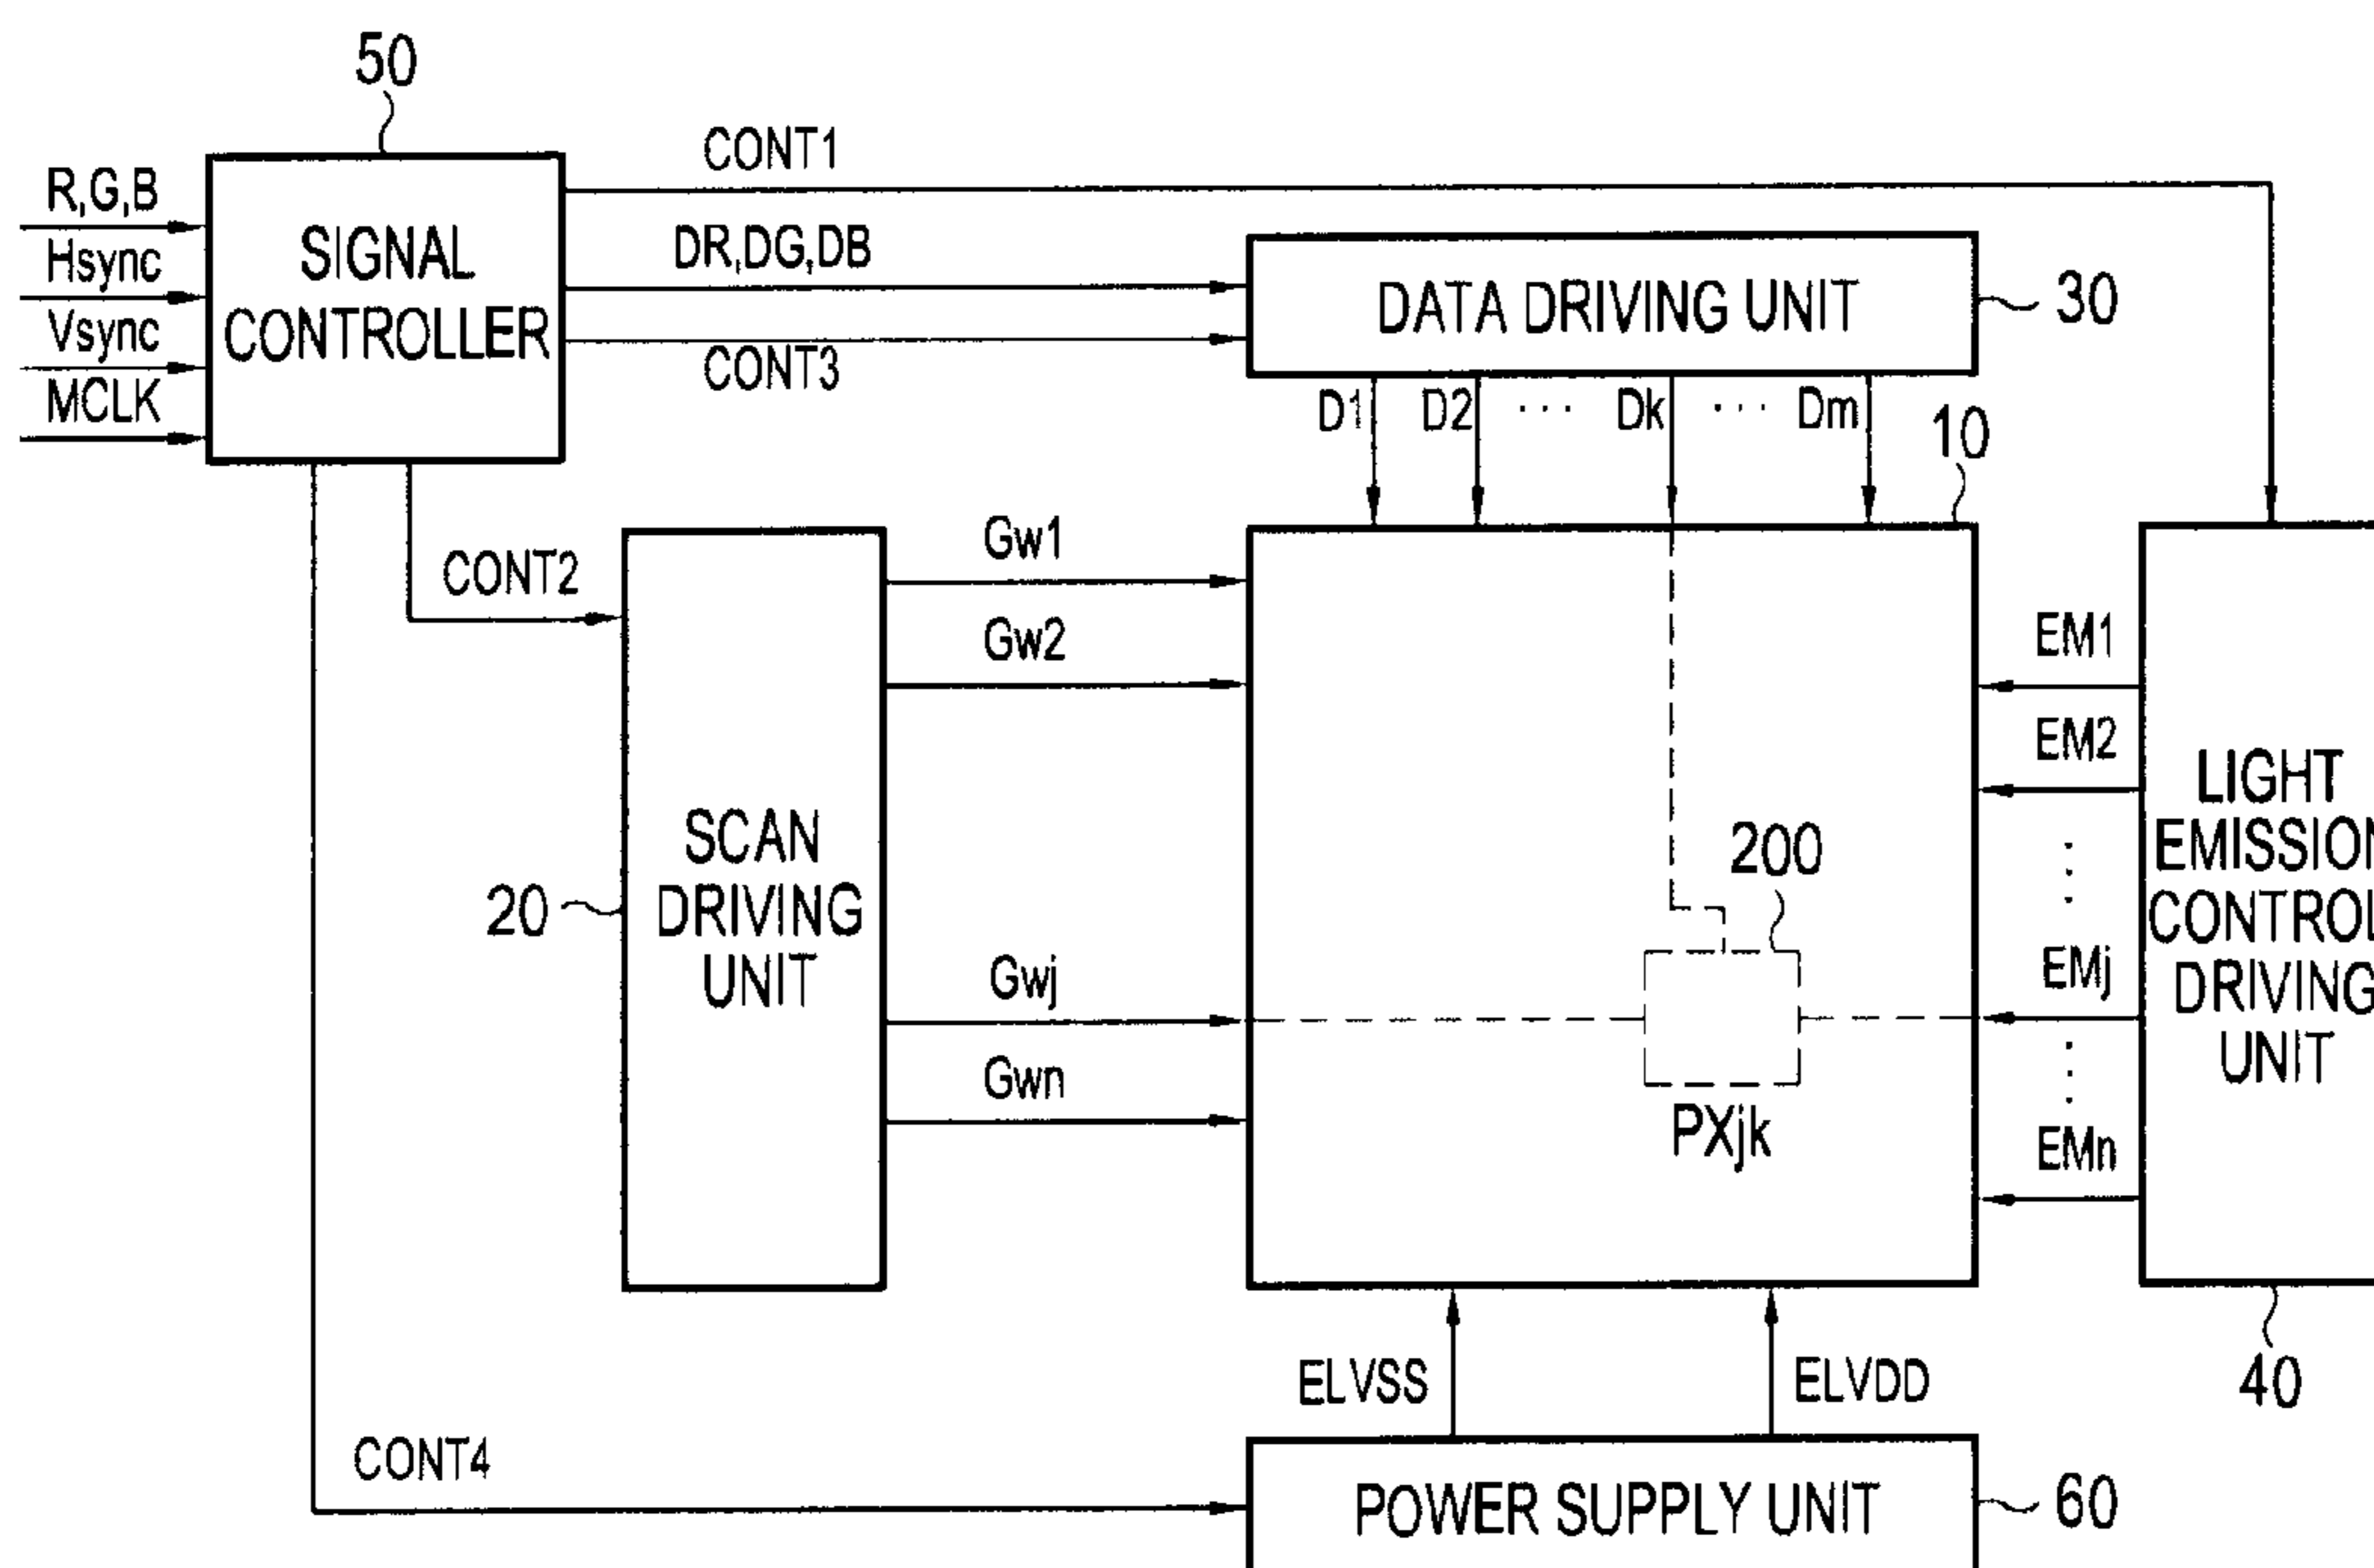 50
CONT1
R,G,B
Hsync
Vsync
MCLK
SIGNAL
CONTROLLER
DR,DG,DB
CONT3
DATA DRIVING UNIT
30
D1 D2 ... Dk ... Dm
10
CONT2
Gw1
Gw2
Gwj
Gwn
20
SCAN
DRIVING
UNIT
200
PXjk
EM1
EM2
EMj
EMn
LIGHT
EMISSION
CONTROL
DRIVING
UNIT
40
ELVSS
ELVDD
CONT4
POWER SUPPLY UNIT
60